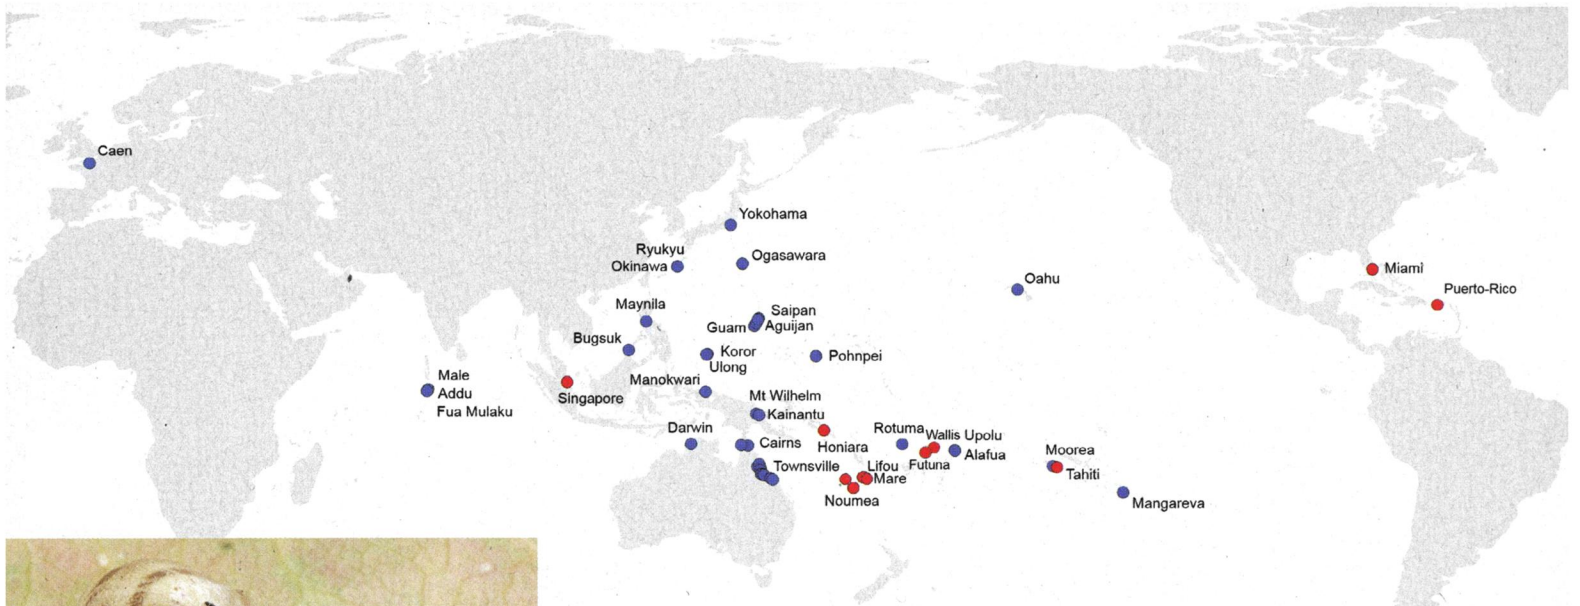 Caen
Yokohama
Ryukyu
Okinawa
Ogasawara
Miami
Oahu
Puerto-Rico
Maynila
Saipan
Guam
Aguijan
Bugsuk
Koror
Ulong
Pohnpei
Male
Addu
Fua Mulaku
Manokwari
Singapore
Mt Wilhelm
Kainantu
Darwin
Cairns
Honiara
Rotuma
Wallis Upolu
Alafua
Futuna
Moorea
Tahiti
Townsville
Lifou
Mare
Noumea
Mangareva